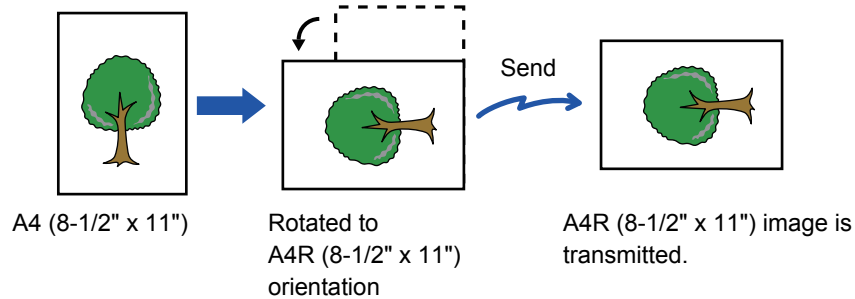 Send
A4 (8-1/2" x 11")
Rotated to
A4R (8-1/2" x 11")
orientation
A4R (8-1/2" x 11") image is
transmitted.